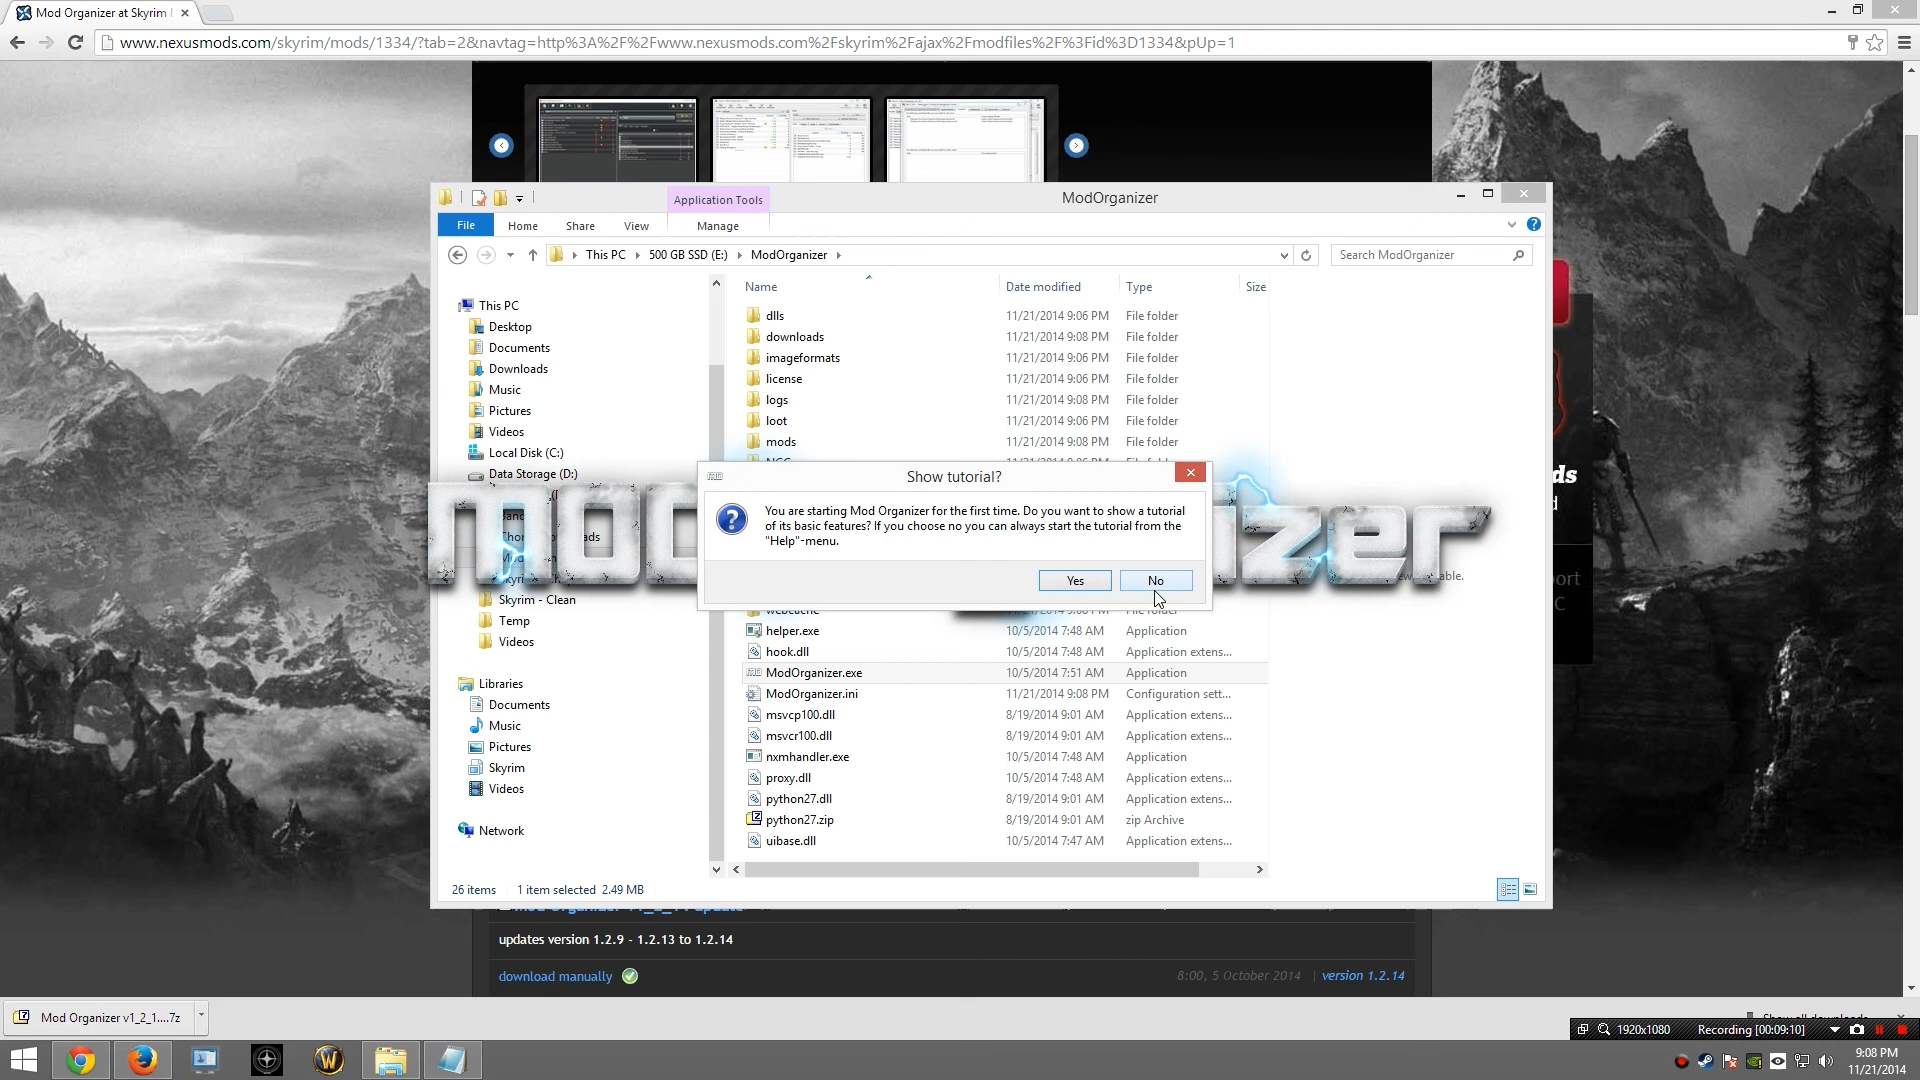 Mod Organizer at Skyrim
www.nexusmods.com/skyrim/mods/1334/?tab=2&navtag=http%3A%2F%2Fwww.nexusmods.com%2Fskyrim%2Fajax%2Fmodfiles%2F%3Fid%3D1334&pUp=1
Application Tools
ModOrganizer
File
Home
Share
View
Manage
This PC
500 GB SSD (E:)
ModOrganizer
Search ModOrganizer
Name
Date modified
Type
Size
This PC
Desktop
Documents
Downloads
Music
Pictures
Videos
Local Disk (C:)
Data Storage (D:)
Skyrim - Clean
Temp
Videos
Libraries
Documents
Music
Pictures
Skyrim
Videos
Network
dlls 11/21/2014 9:06 PM File folder
downloads 11/21/2014 9:08 PM File folder
imageformats 11/21/2014 9:06 PM File folder
license 11/21/2014 9:06 PM File folder
logs 11/21/2014 9:08 PM File folder
loot 11/21/2014 9:06 PM File folder
mods 11/21/2014 9:08 PM File folder
Show tutorial?
You are starting Mod Organizer for the first time. Do you want to show a tutorial
of its basic features? If you choose no you can always start the tutorial from the
"Help"-menu.
Yes
No
helper.exe 10/5/2014 7:48 AM Application
hook.dll 10/5/2014 7:48 AM Application extens...
ModOrganizer.exe 10/5/2014 7:51 AM Application
ModOrganizer.ini 11/21/2014 9:08 PM Configuration sett...
msvcp100.dll 8/19/2014 9:01 AM Application extens...
msvcr100.dll 8/19/2014 9:01 AM Application extens...
nxmhandler.exe 10/5/2014 7:48 AM Application
proxy.dll 10/5/2014 7:48 AM Application extens...
python27.dll 8/19/2014 9:01 AM Application extens...
python27.zip 8/19/2014 9:01 AM zip Archive
uibase.dll 10/5/2014 7:47 AM Application extens...
26 items
1 item selected 2.49 MB
updates version 1.2.9 - 1.2.13 to 1.2.14
download manually
8:00, 5 October 2014 | version 1.2.14
Mod Organizer v1_2_1....7z
1920x1080
Recording [00:09:10]
9:08 PM
11/21/2014